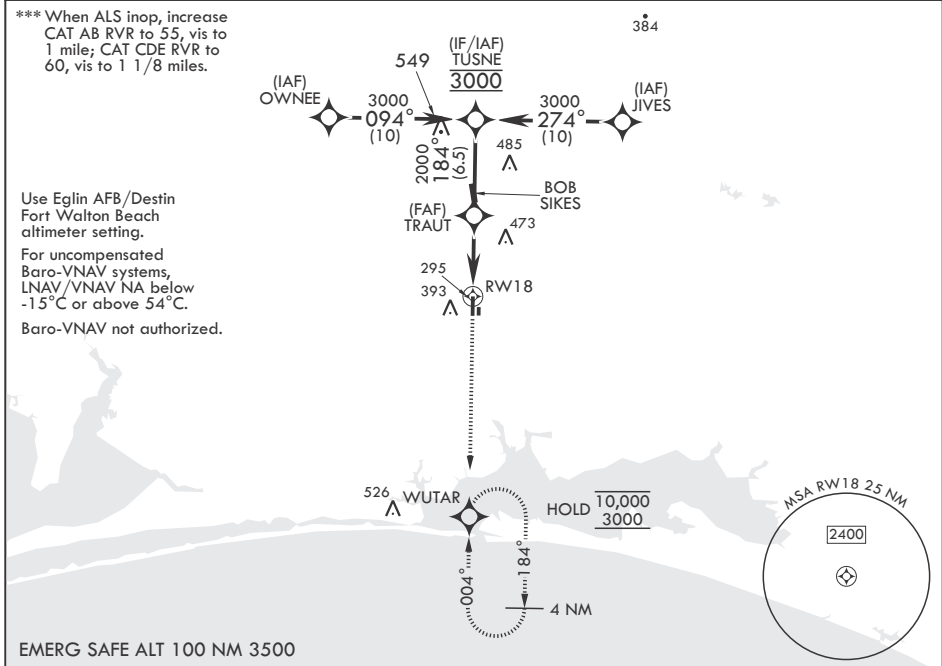 *** When ALS inop, increase
CAT AB RVR to 55, vis to
1 mile; CAT CDE RVR to
60, vis to 1 1/8 miles.
384
(IF/IAF)
TUSNE
3000
549
(IAF)
OWNEE
3000
094°
(10)
(IAF)
JIVES
3000
274°
(10)
2000
184°
(6.5)
485
BOB
SIKES
(FAF)
TRAUT
473
Use Eglin AFB/Destin
Fort Walton Beach
altimeter setting.
For uncompensated
Baro-VNAV systems,
LNAV/VNAV NA below
-15°C or above 54°C.
Baro-VNAV not authorized.
295
393
RW18
526
WUTAR
HOLD
10,000
3000
004°
184°
4 NM
MSA RW18 25 NM
2400
EMERG SAFE ALT 100 NM 3500